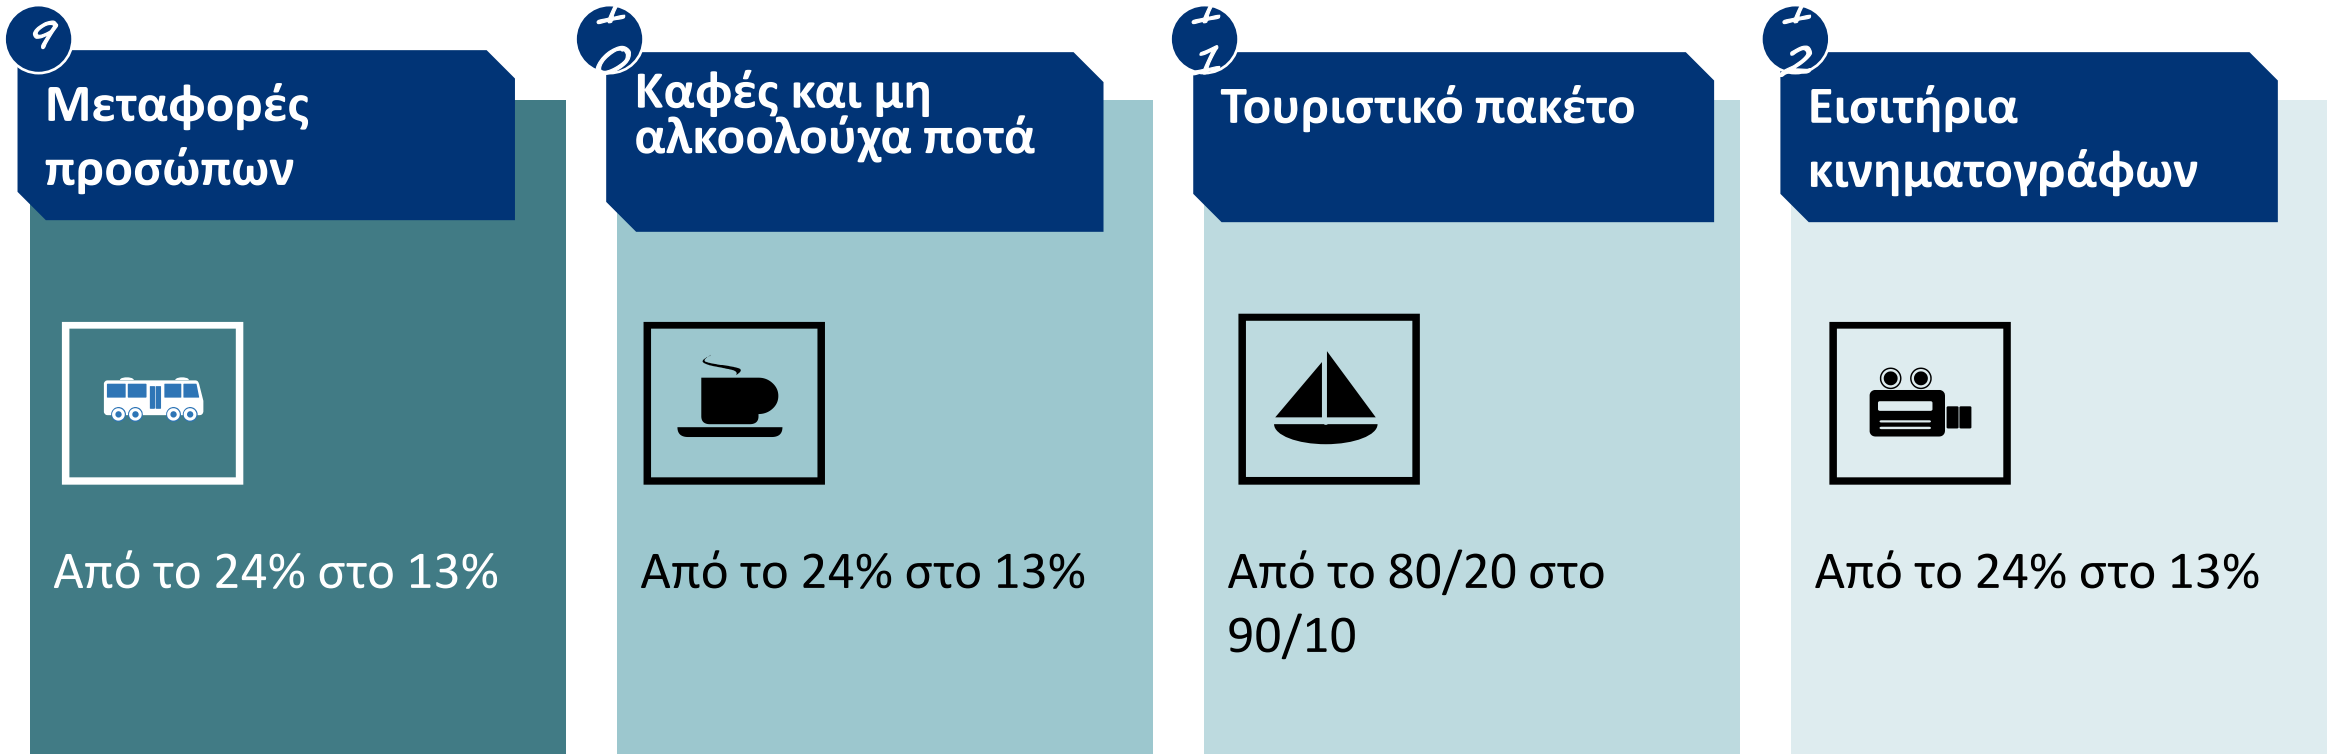 9
Μεταφορές
προσώπων
Από το 24% στο 13%
10
Καφές και μη
αλκοολούχα ποτά
Από το 24% στο 13%
11
Τουριστικό πακέτο
Από το 80/20 στο
90/10
12
Εισιτήρια
κινηματογράφων
Από το 24% στο 13%